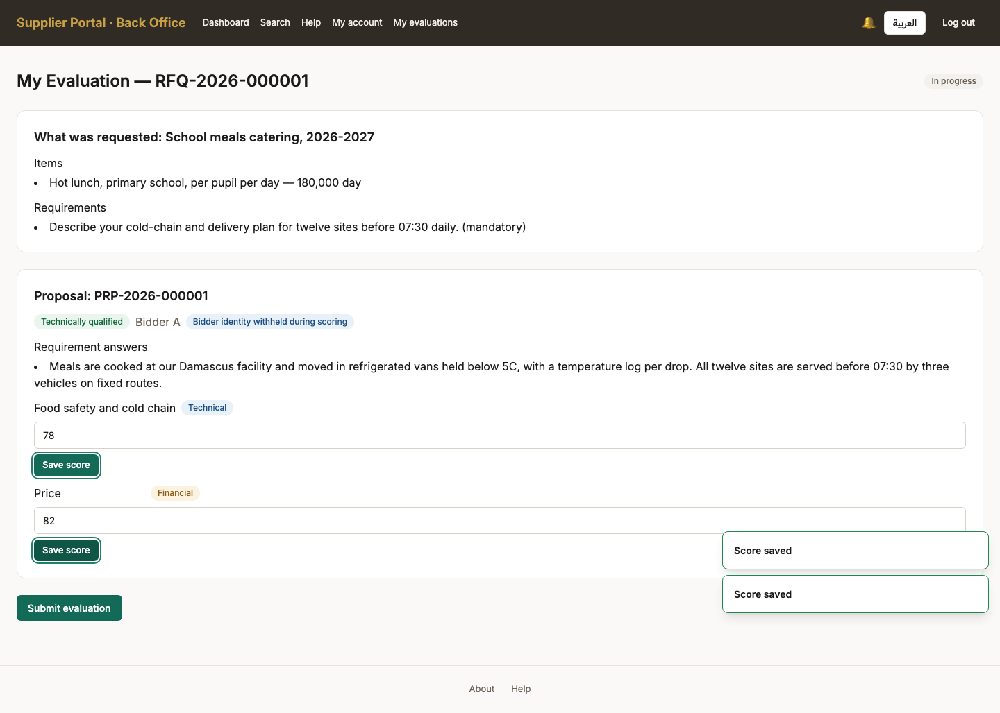 Supplier Portal · Back Office
Dashboard
Search
Help
My account
My evaluations
العربية
Log out
My Evaluation — RFQ-2026-000001
In progress
What was requested: School meals catering, 2026-2027
Items
• Hot lunch, primary school, per pupil per day — 180,000 day
Requirements
• Describe your cold-chain and delivery plan for twelve sites before 07:30 daily. (mandatory)
Proposal: PRP-2026-000001
Technically qualified
Bidder A
Bidder identity withheld during scoring
Requirement answers
• Meals are cooked at our Damascus facility and moved in refrigerated vans held below 5C, with a temperature log per drop. All twelve sites are served before 07:30 by three
vehicles on fixed routes.
Food safety and cold chain
Technical
78
Save score
Price
Financial
82
Save score
Score saved
Score saved
Submit evaluation
About
Help